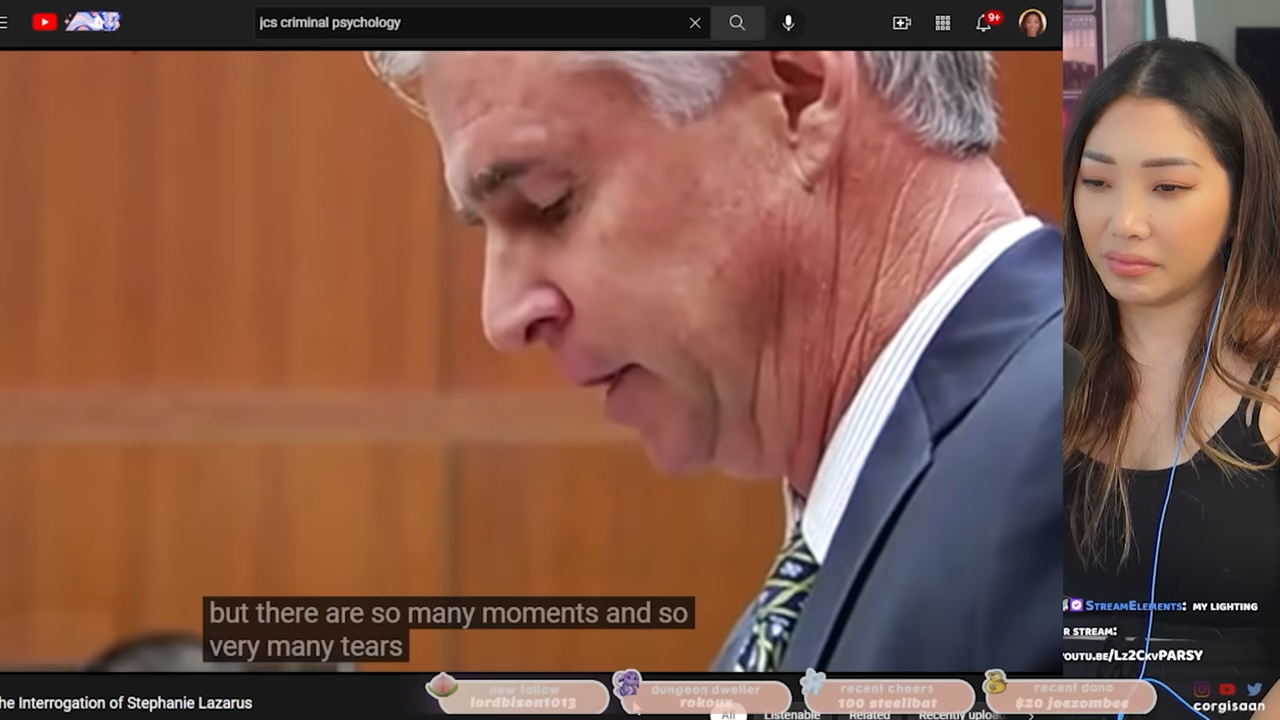 jcs criminal psychology
9+
but there are so many moments and so
very many tears
STREAMELEMENTS: MY LIGHTING
R STREAM:
OUTU.BE/LZ2CKVPARSY
he Interrogation of Stephanie Lazarus
new follow
lordbison1013
dungeon dweller
rokoux
recent cheers
100 steelbat
recent dono
$20 joezombee
corgisaan
All
Listenable
Related
Recently uploa